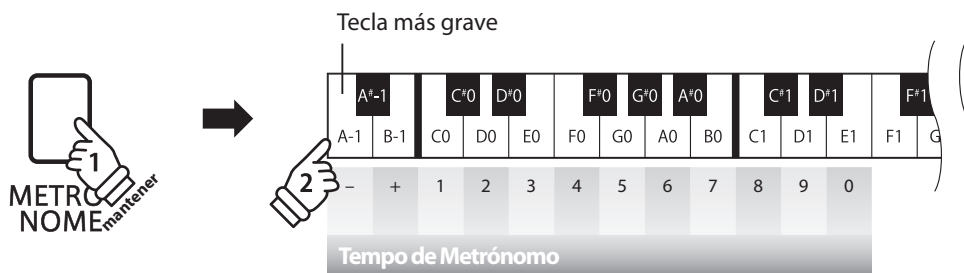 Tecla más grave
A#-1 C#0 D#0 F#0 G#0 A#0 C#1 D#1 F#1
A-1 B-1 C0 D0 E0 F0 G0 A0 B0 C1 D1 E1 F1 G
1
2
– + 1 2 3 4 5 6 7 8 9 0
METRO
NOME
mantener
Tempo de Metrónomo